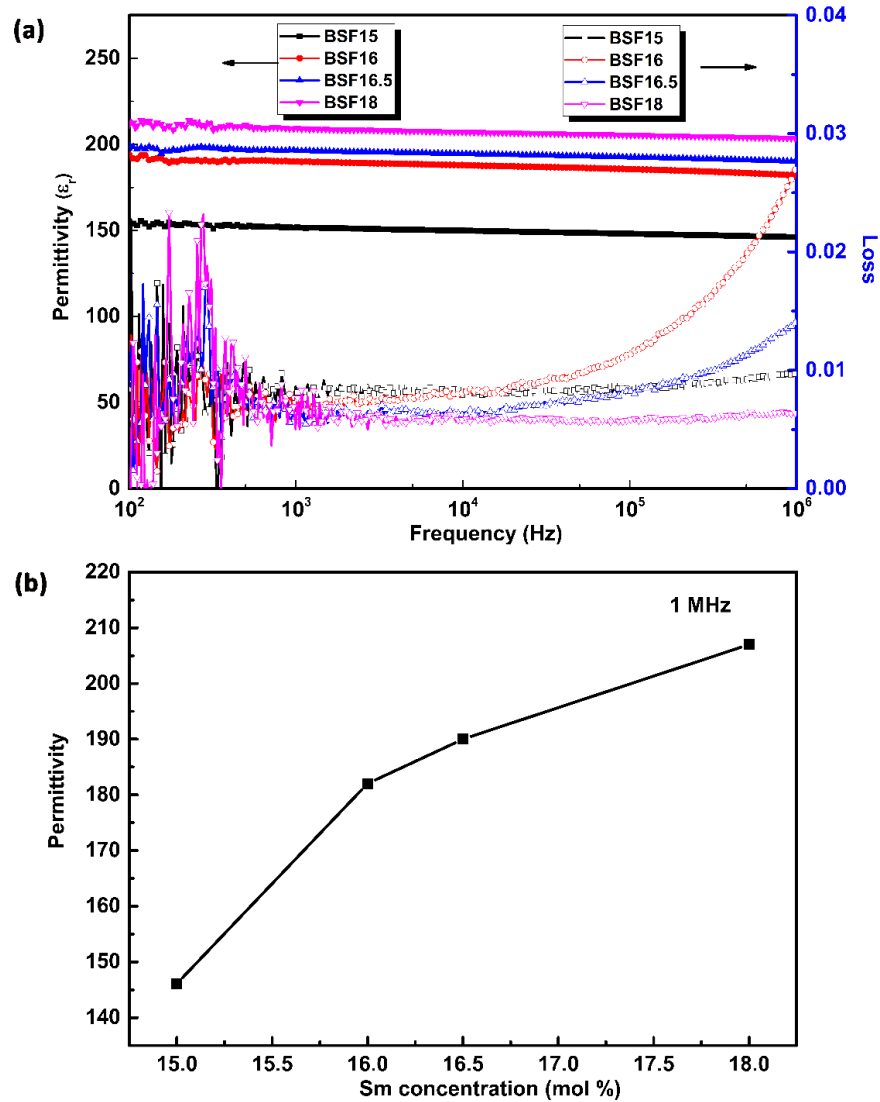 (a)
BSF15
BSF16
BSF16.5
BSF18
BSF15
BSF16
BSF16.5
BSF18
250
200
150
100
50
0
Permittivity (εr)
0.04
0.03
0.02
0.01
0.00
Loss
10² 10³ 10⁴ 10⁵ 10⁶
Frequency (Hz)
(b)
1 MHz
220
210
200
190
180
170
160
150
140
Permittivity
15.0 15.5 16.0 16.5 17.0 17.5 18.0
Sm concentration (mol %)